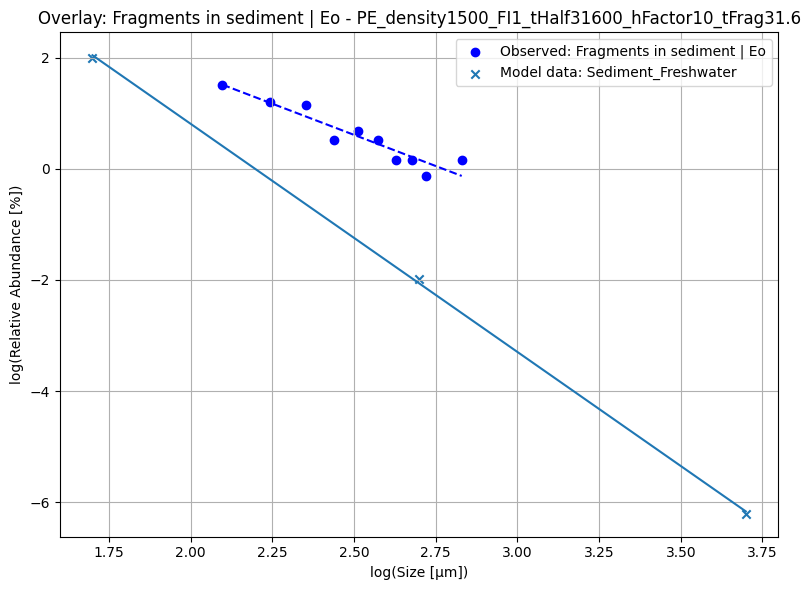 Overlay: Fragments in sediment | Eo - PE_density1500_FI1_tHalf31600_hFactor10_tFrag31.6
Observed: Fragments in sediment | Eo
Model data: Sediment_Freshwater
log(Relative Abundance [%])
2
0
−2
−4
−6
1.75 2.00 2.25 2.50 2.75 3.00 3.25 3.50 3.75
log(Size [µm])